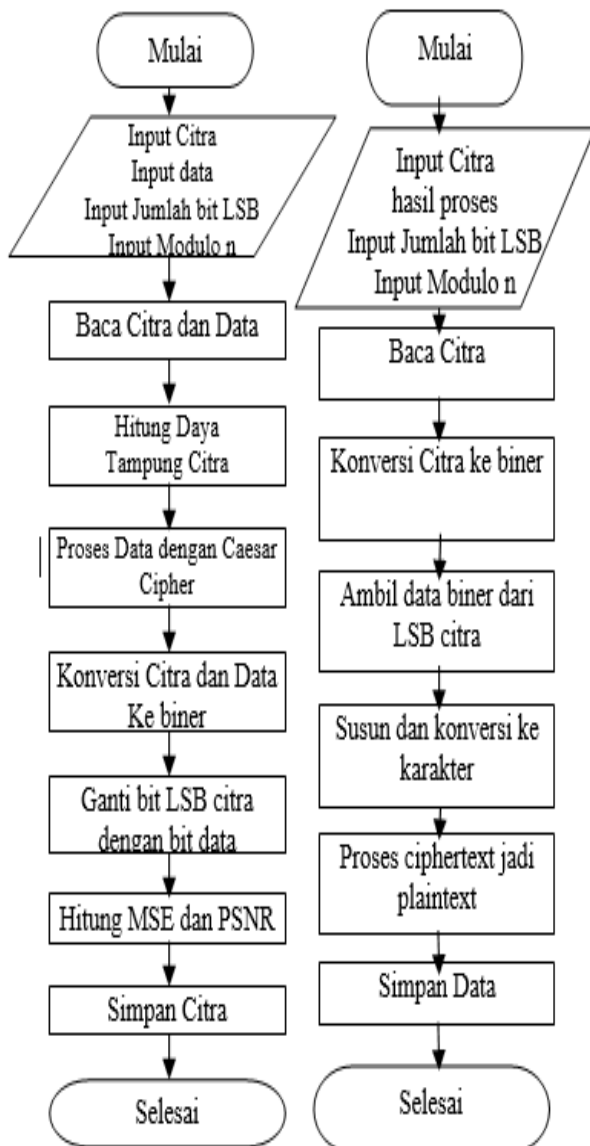 Mulai
Input Citra
Input data
Input Jumlah bit LSB
Input Modulo n
Baca Citra dan Data
Hitung Daya
Tampung Citra
Proses Data dengan Caesar
Cipher
Konversi Citra dan Data
Ke biner
Ganti bit LSB citra
dengan bit data
Hitung MSE dan PSNR
Simpan Citra
Selesai
Mulai
Input Citra
hasil proses
Input Jumlah bit LSB
Input Modulo n
Baca Citra
Konversi Citra ke biner
Ambil data biner dari
LSB citra
Susun dan konversi ke
karakter
Proses ciphertext jadi
plaintext
Simpan Data
Selesai